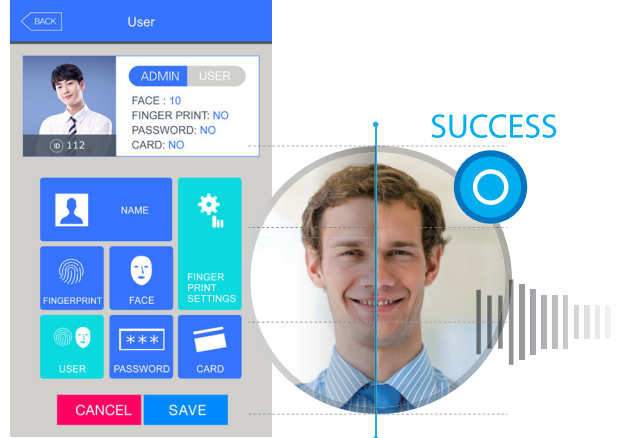 BACK
User
ADMIN USER
FACE : 10
FINGER PRINT: NO
PASSWORD: NO
CARD: NO
ID 112
SUCCESS
NAME
FINGER
PRINT
SETTINGS
FINGERPRINT
FACE
USER
***
PASSWORD
CARD
CANCEL
SAVE